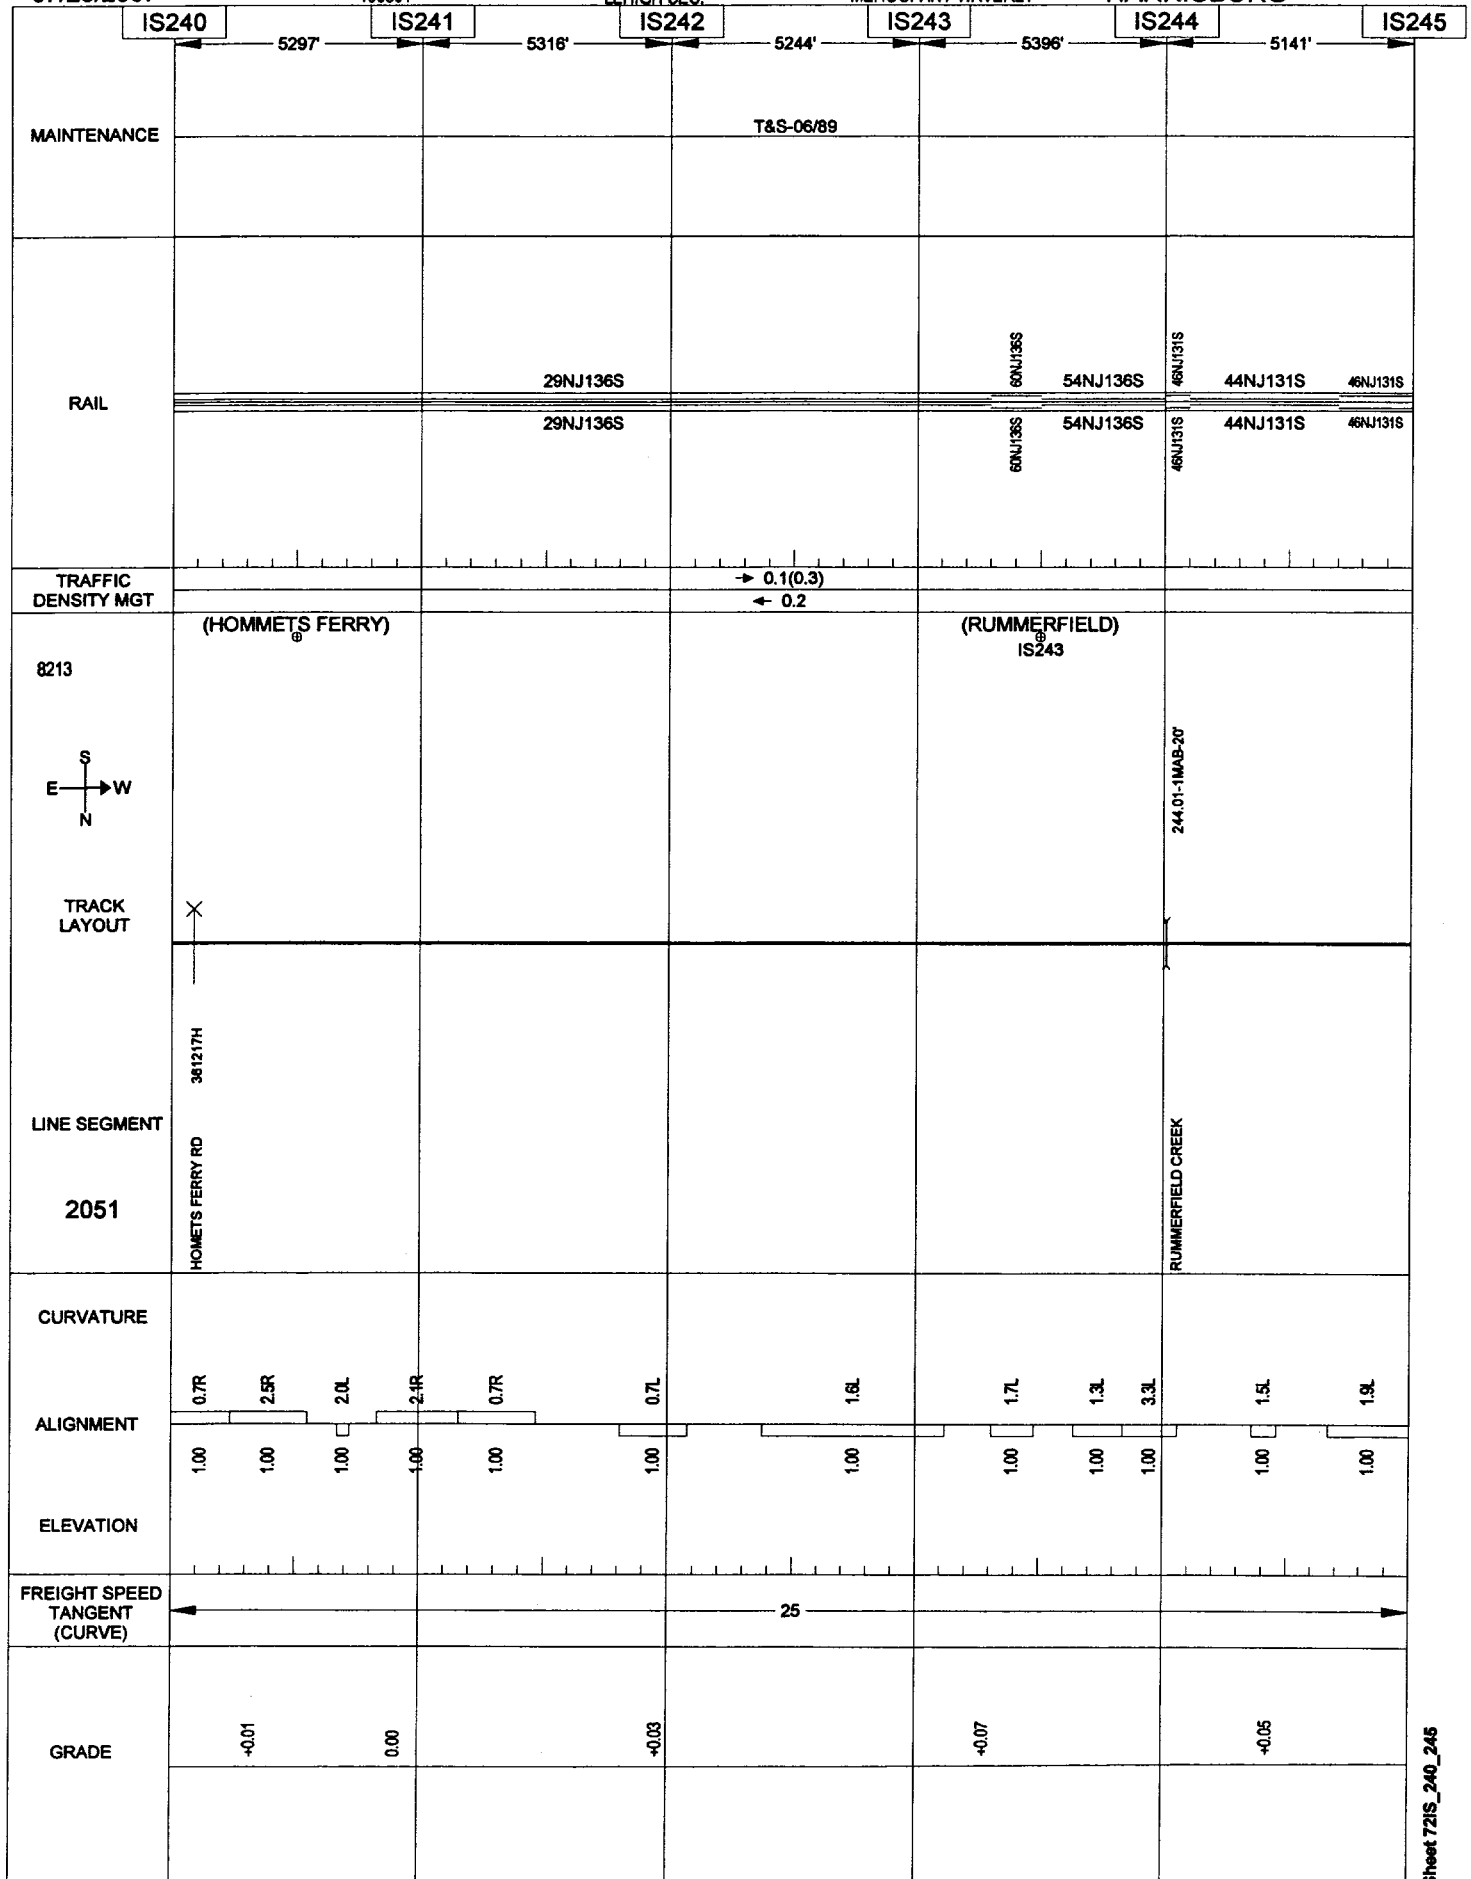 IS240 IS241 IS242 IS243 IS244 IS245
5297' 5316' 5244' 5396' 5141'
MAINTENANCE
T&S-06/89
RAIL
29NJ136S
60NJ136S
54NJ136S
46NJ131S
44NJ131S
46NJ131S
29NJ136S
60NJ136S
54NJ136S
46NJ131S
44NJ131S
46NJ131S
TRAFFIC
DENSITY MGT
→ 0.1(0.3)
← 0.2
(HOMMETS FERRY)
(RUMMERFIELD)
IS243
8213
S
E W
N
244.01-1MAB-20'
TRACK
LAYOUT
361217H
HOMETS FERRY RD
LINE SEGMENT
2051
RUMMERFIELD CREEK
CURVATURE
0.7R 2.5R 2.0L 2.1R 0.7R 0.7L 1.6L 1.7L 1.3L 3.3L 1.5L 1.9L
ALIGNMENT
1.00 1.00 1.00 1.00 1.00 1.00 1.00 1.00 1.00 1.00 1.00 1.00
ELEVATION
FREIGHT SPEED
TANGENT
(CURVE)
25
GRADE
+0.01 0.00 +0.03 +0.07 +0.05
Sheet 72IS_240_245